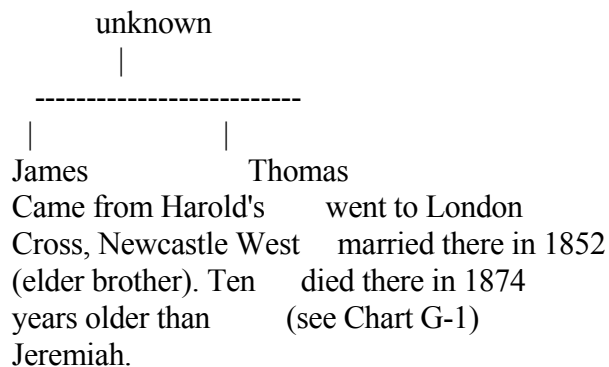 unknown
|
--------------------------
| |
James Thomas
Came from Harold's went to London
Cross, Newcastle West married there in 1852
(elder brother). Ten died there in 1874
years older than (see Chart G-1)
Jeremiah.